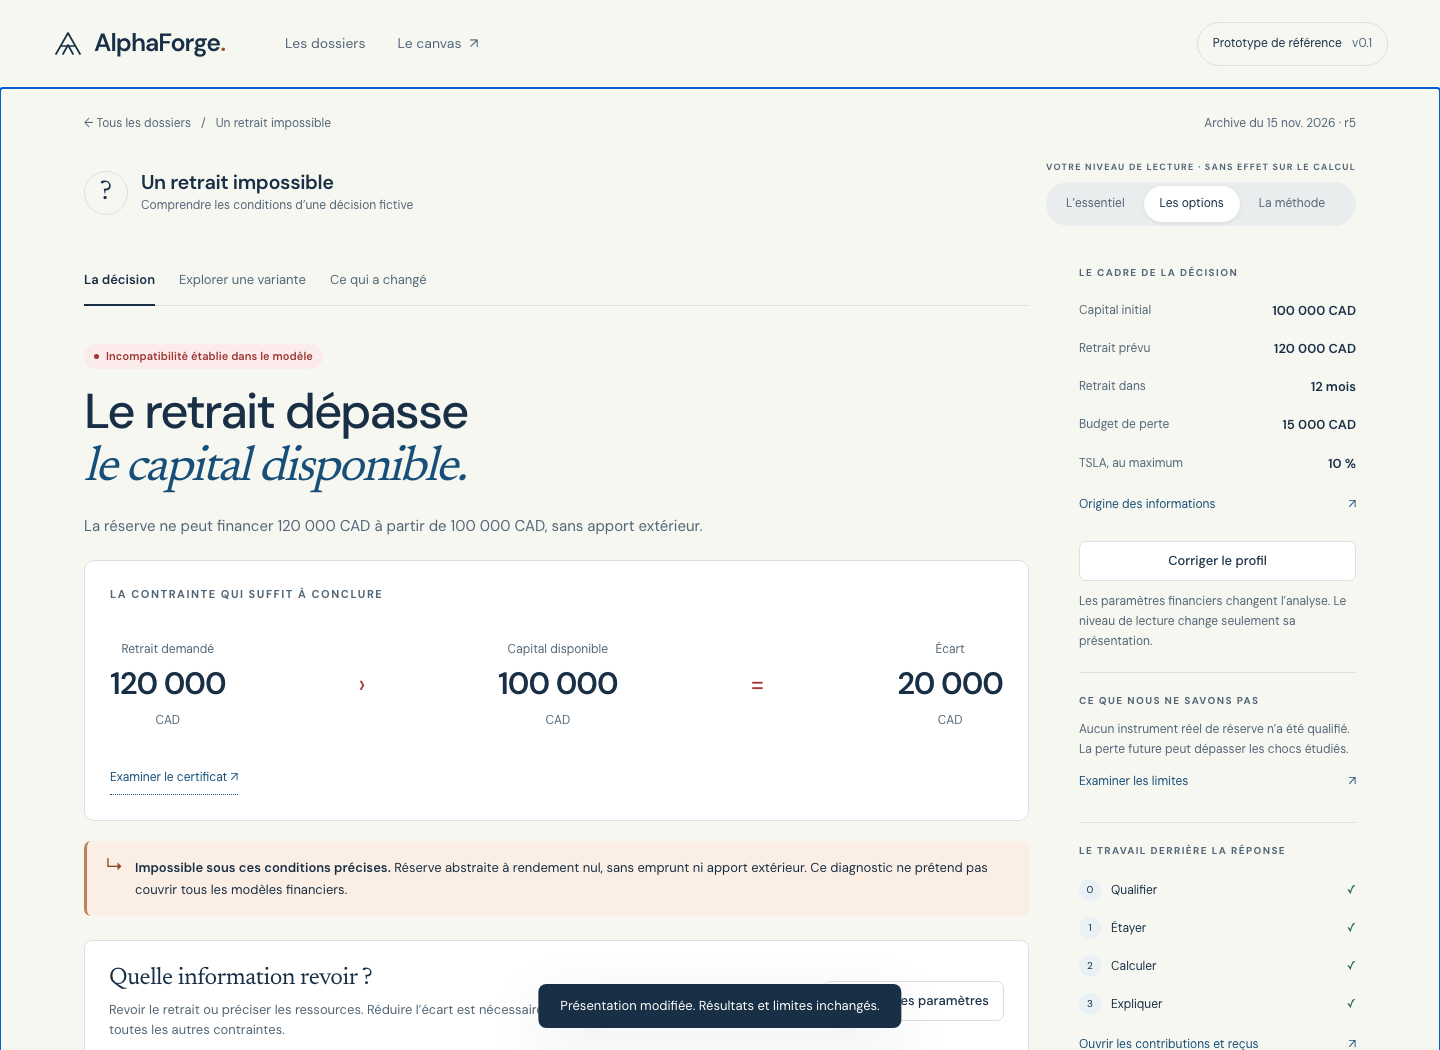 AlphaForge.
Les dossiers
Le canvas ↗
Prototype de référence v0.1
← Tous les dossiers / Un retrait impossible
Archive du 15 nov. 2026 · r5
?
Un retrait impossible
Comprendre les conditions d’une décision fictive
VOTRE NIVEAU DE LECTURE · SANS EFFET SUR LE CALCUL
L’essentiel
Les options
La méthode
La décision
Explorer une variante
Ce qui a changé
Incompatibilité établie dans le modèle
Le retrait dépasse
le capital disponible.
La réserve ne peut financer 120 000 CAD à partir de 100 000 CAD, sans apport extérieur.
LA CONTRAINTE QUI SUFFIT À CONCLURE
Retrait demandé
120 000
CAD
›
Capital disponible
100 000
CAD
=
Écart
20 000
CAD
Examiner le certificat ↗
Impossible sous ces conditions précises. Réserve abstraite à rendement nul, sans emprunt ni apport extérieur. Ce diagnostic ne prétend pas
couvrir tous les modèles financiers.
Quelle information revoir ?
Revoir le retrait ou préciser les ressources. Réduire l’écart est nécessaire
toutes les autres contraintes.
es paramètres
Présentation modifiée. Résultats et limites inchangés.
LE CADRE DE LA DÉCISION
Capital initial 100 000 CAD
Retrait prévu 120 000 CAD
Retrait dans 12 mois
Budget de perte 15 000 CAD
TSLA, au maximum 10 %
Origine des informations ↗
Corriger le profil
Les paramètres financiers changent l’analyse. Le
niveau de lecture change seulement sa
présentation.
CE QUE NOUS NE SAVONS PAS
Aucun instrument réel de réserve n’a été qualifié.
La perte future peut dépasser les chocs étudiés.
Examiner les limites ↗
LE TRAVAIL DERRIÈRE LA RÉPONSE
0 Qualifier ✓
1 Étayer ✓
2 Calculer ✓
3 Expliquer ✓
Ouvrir les contributions et reçus ↗